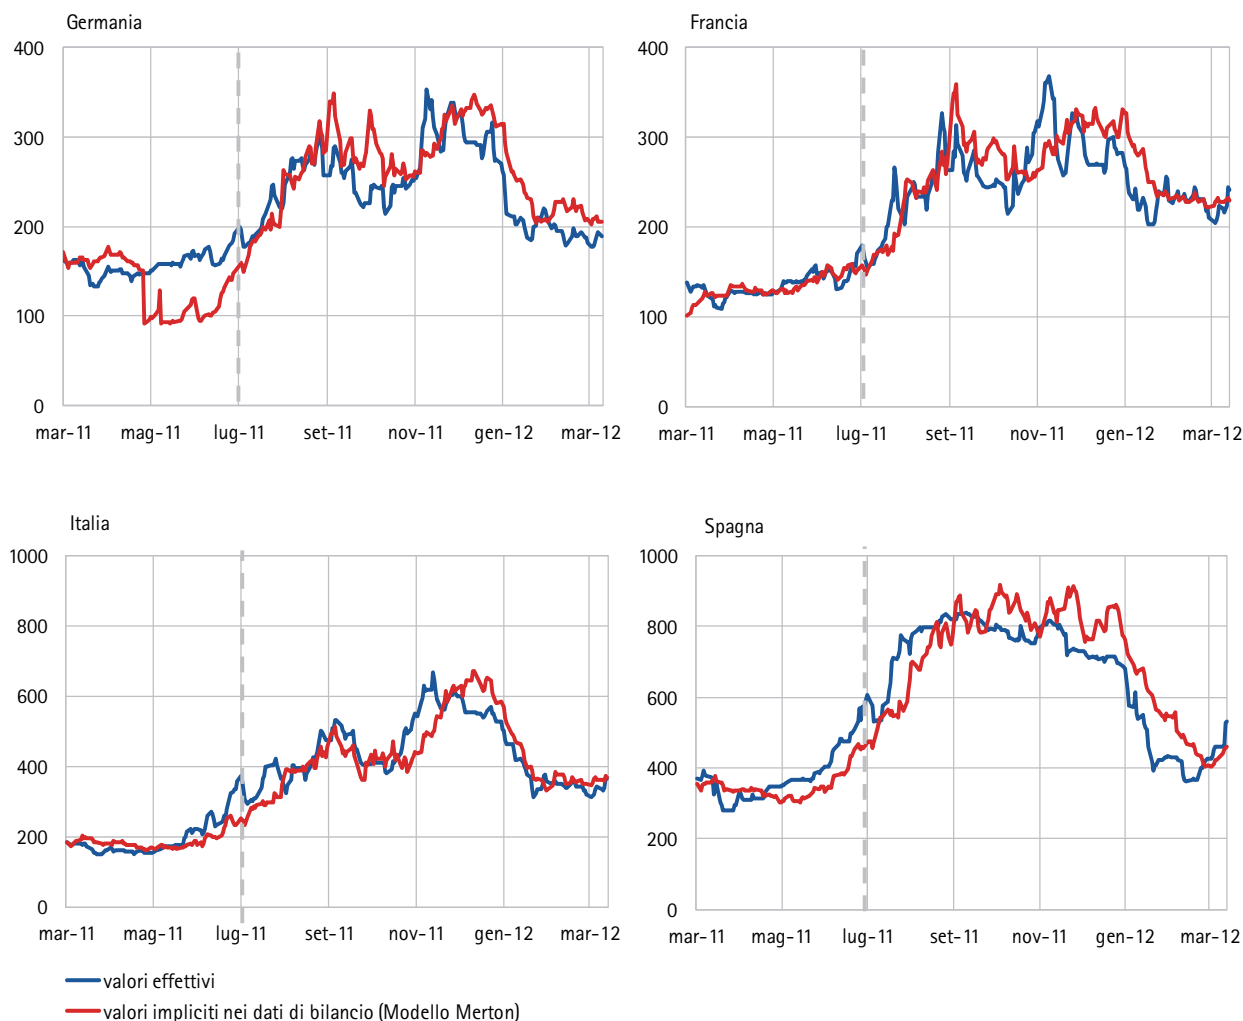 Germania
400
300
200
100
0
mar-11 mag-11 lug-11 set-11 nov-11 gen-12 mar-12
Francia
400
300
200
100
0
mar-11 mag-11 lug-11 set-11 nov-11 gen-12 mar-12
Italia
1000
800
600
400
200
0
mar-11 mag-11 lug-11 set-11 nov-11 gen-12 mar-12
Spagna
1000
800
600
400
200
0
mar-11 mag-11 lug-11 set-11 nov-11 gen-12 mar-12
valori effettivi
valori impliciti nei dati di bilancio (Modello Merton)